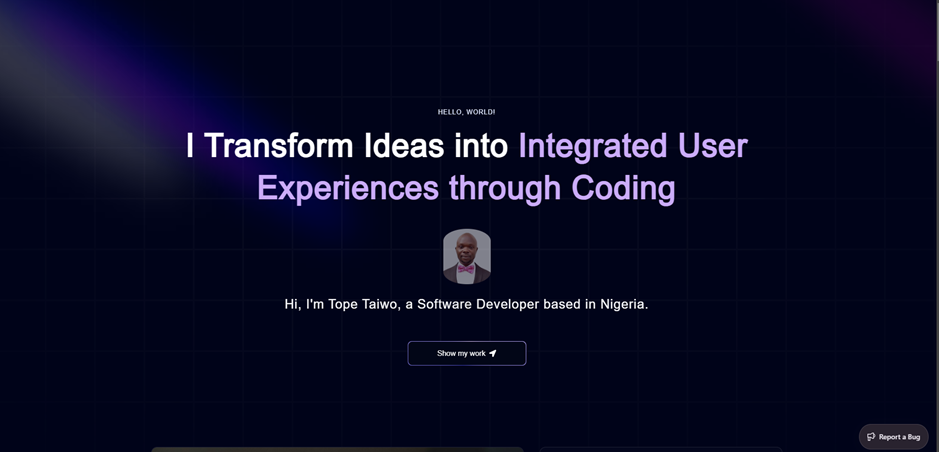 HELLO, WORLD!
I Transform Ideas into Integrated User
Experiences through Coding
Hi, I'm Tope Taiwo, a Software Developer based in Nigeria.
Show my work
Report a Bug